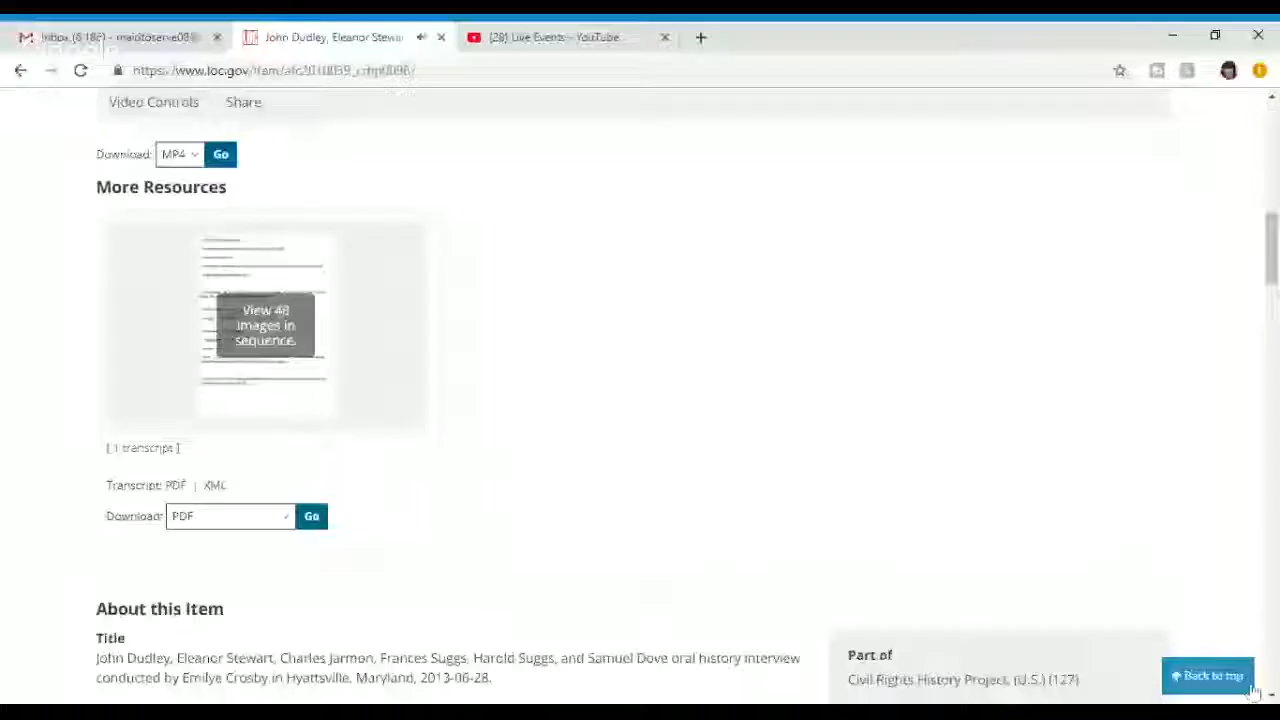 John Dudley, Eleanor Stewa
[28] Live Events - YouTube
Video Controls Share
Download: MP4 Go
More Resources
View 48
images in
sequence.
[ 1 transcript ]
Transcript: PDF | XML
Download: PDF Go
About this Item
Title
John Dudley, Eleanor Stewart, Charles Jarmon, Frances Suggs, Harold Suggs, and Samuel Dove oral history interview
conducted by Emilye Crosby in Hyattsville, Maryland, 2013-06-28.
Part of
Civil Rights History Project, (U.S.) (127)
Back to top